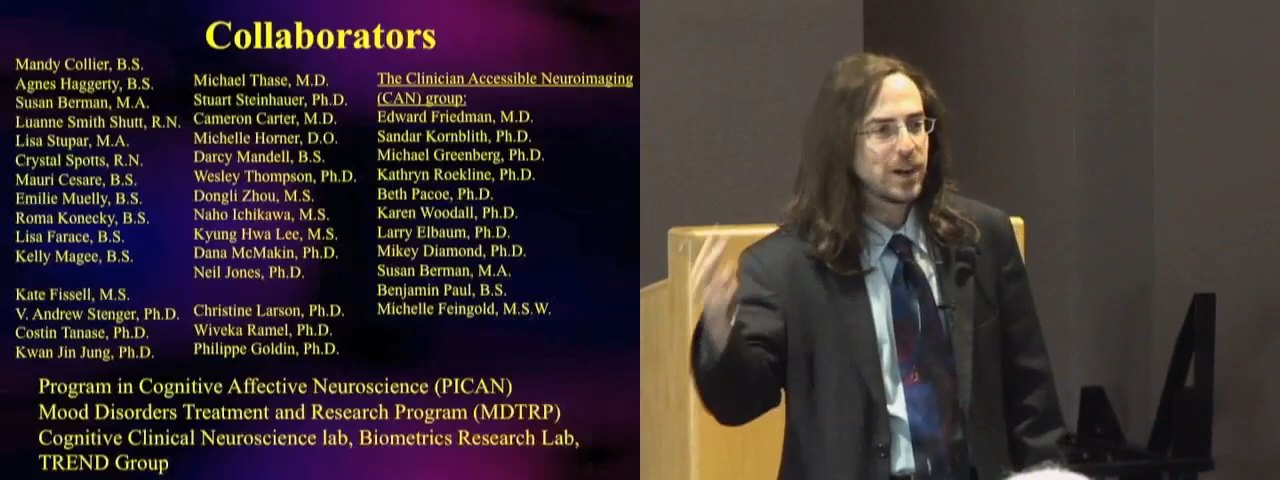 Collaborators
Mandy Collier, B.S.
Agnes Haggerty, B.S.
Susan Berman, M.A.
Luanne Smith Shutt, R.N.
Lisa Stupar, M.A.
Crystal Spotts, R.N.
Mauri Cesare, B.S.
Emilie Muelly, B.S.
Roma Konecky, B.S.
Lisa Farace, B.S.
Kelly Magee, B.S.
Kate Fissell, M.S.
V. Andrew Stenger, Ph.D.
Costin Tanase, Ph.D.
Kwan Jin Jung, Ph.D.
Michael Thase, M.D.
Stuart Steinhauer, Ph.D.
Cameron Carter, M.D.
Michelle Horner, D.O.
Darcy Mandell, B.S.
Wesley Thompson, Ph.D.
Dongli Zhou, M.S.
Naho Ichikawa, M.S.
Kyung Hwa Lee, M.S.
Dana McMakin, Ph.D.
Neil Jones, Ph.D.
Christine Larson, Ph.D.
Wiveka Ramel, Ph.D.
Philippe Goldin, Ph.D.
The Clinician Accessible Neuroimaging
(CAN) group:
Edward Friedman, M.D.
Sandar Kornblith, Ph.D.
Michael Greenberg, Ph.D.
Kathryn Roekline, Ph.D.
Beth Pacoe, Ph.D.
Karen Woodall, Ph.D.
Larry Elbaum, Ph.D.
Mikey Diamond, Ph.D.
Susan Berman, M.A.
Benjamin Paul, B.S.
Michelle Feingold, M.S.W.
Program in Cognitive Affective Neuroscience (PICAN)
Mood Disorders Treatment and Research Program (MDTRP)
Cognitive Clinical Neuroscience lab, Biometrics Research Lab,
TREND Group